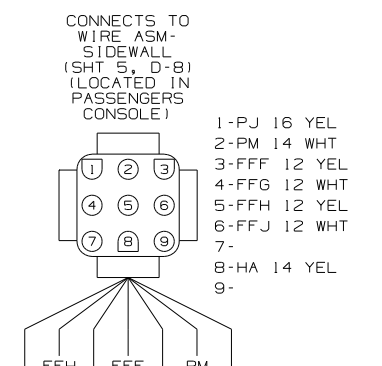 CONNECTS TO
WIRE ASM-
SIDEWALL
(SHT 5, D-8)
(LOCATED IN
PASSENGERS
CONSOLE)
1-PJ 16 YEL
2-PM 14 WHT
3-FFF 12 YEL
4-FFG 12 WHT
5-FFH 12 YEL
6-FFJ 12 WHT
7-
8-HA 14 YEL
9-
1 2 3
4 5 6
7 8 9
FFH FFF PM